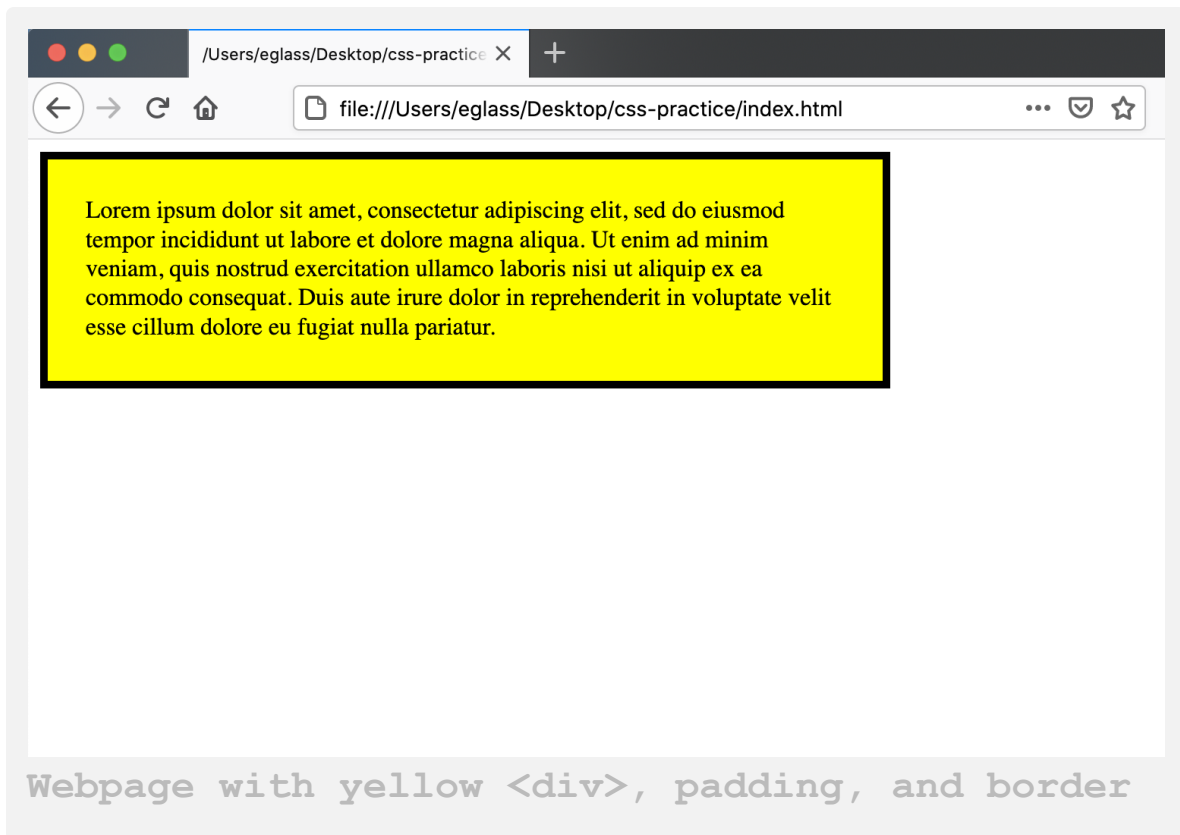 /Users/eglass/Desktop/css-practice
file:///Users/eglass/Desktop/css-practice/index.html
Lorem ipsum dolor sit amet, consectetur adipiscing elit, sed do eiusmod
tempor incididunt ut labore et dolore magna aliqua. Ut enim ad minim
veniam, quis nostrud exercitation ullamco laboris nisi ut aliquip ex ea
commodo consequat. Duis aute irure dolor in reprehenderit in voluptate velit
esse cillum dolore eu fugiat nulla pariatur.
Webpage with yellow <div>, padding, and border